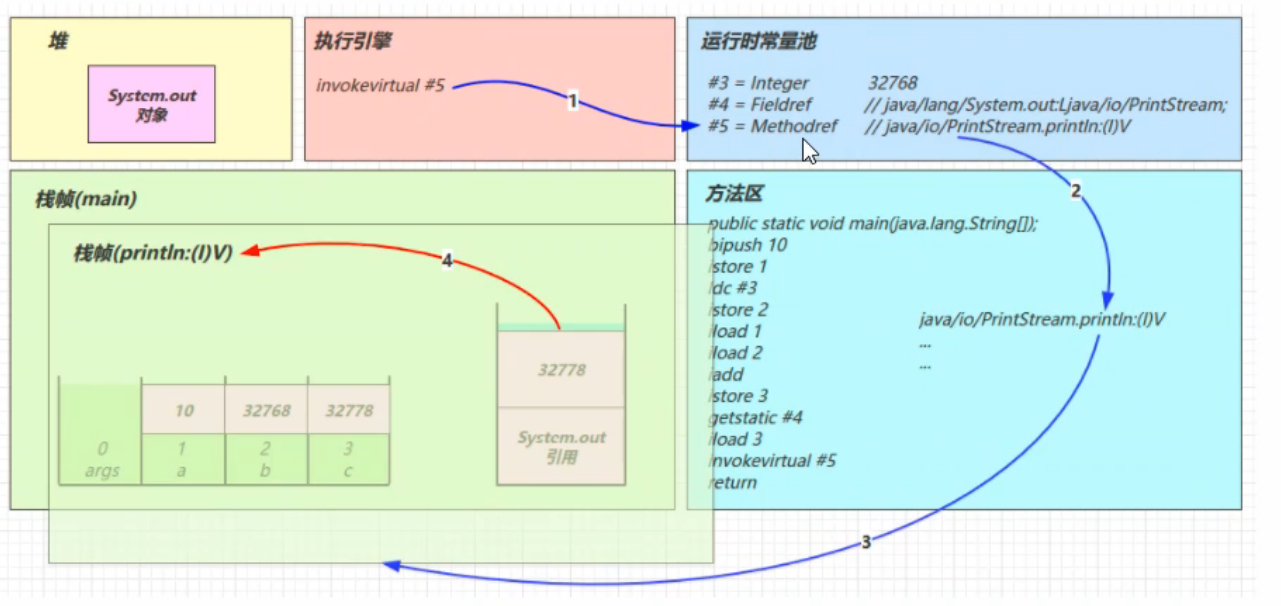 堆
System.out
对象
执行引擎
invokevirtual #5
1
运行时常量池
#3 = Integer 32768
#4 = Fieldref // java/lang/System.out:Ljava/io/PrintStream;
#5 = Methodref // java/io/PrintStream.println:(I)V
2
栈帧(main)
栈帧(println:(I)V)
4
32778
System.out
引用
10 32768 32778
0 1 2 3
args a b c
方法区
public static void main(java.lang.String[]);
bipush 10
istore 1
ldc #3
istore 2
iload 1
iload 2
iadd
istore 3
getstatic #4
iload 3
invokevirtual #5
return
java/io/PrintStream.println:(I)V
...
...
3